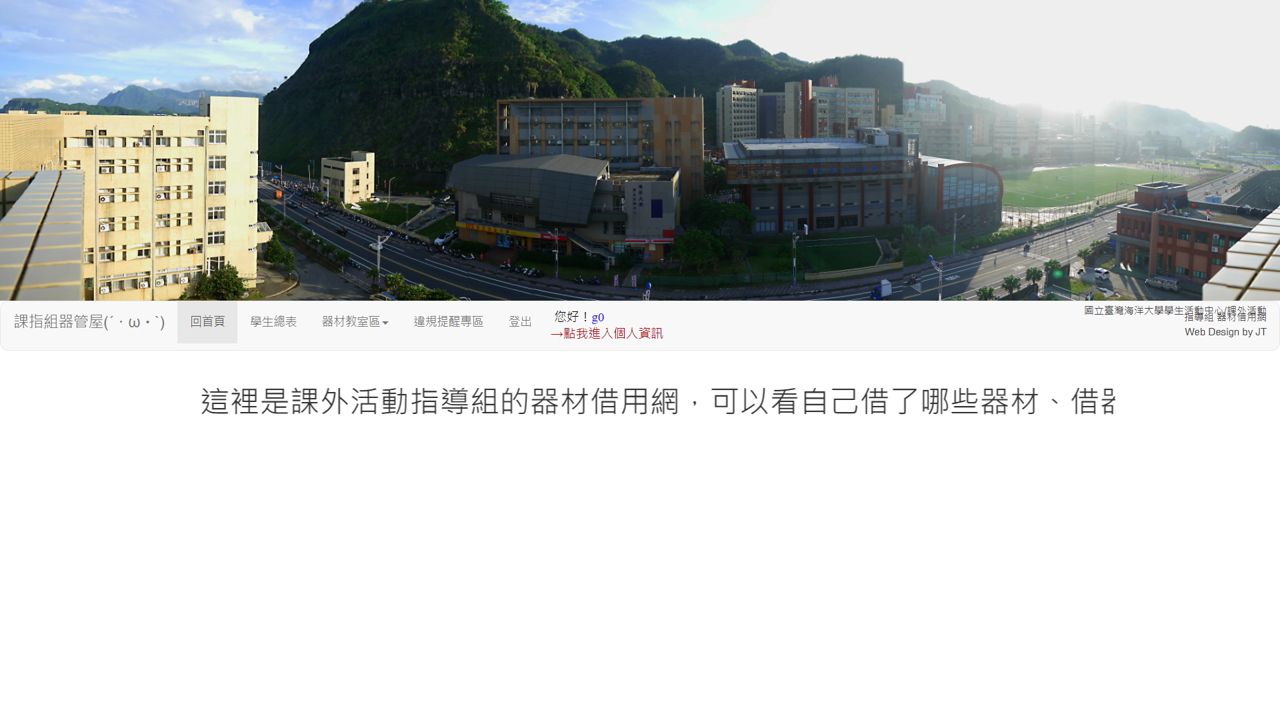 課指組器管屋(´・ω・`)
回首頁
學生總表
器材教室區
違規提醒專區
登出
您好！g0
→點我進入個人資訊
國立臺灣海洋大學學生活動中心/課外活動
指導組 器材借用網
Web Design by JT
這裡是課外活動指導組的器材借用網，可以看自己借了哪些器材、借器